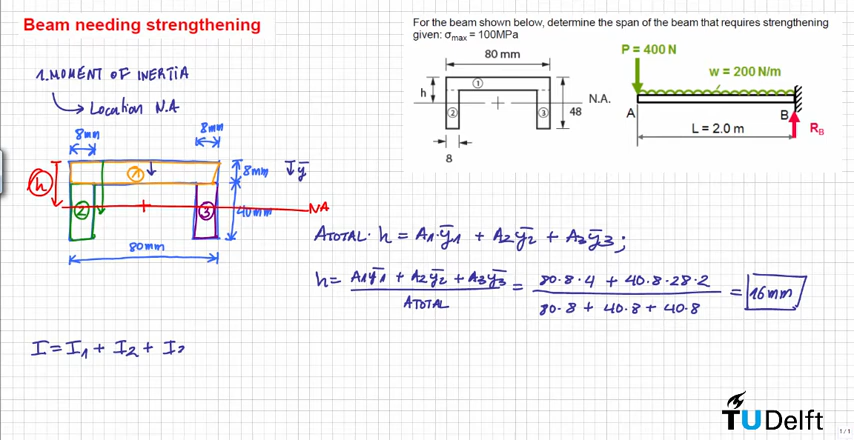 Beam needing strengthening
For the beam shown below, determine the span of the beam that requires strengthening
given: σmax = 100MPa
80 mm
P = 400 N
w = 200 N/m
h
①
②
③
N.A.
48
8
A
B
L = 2.0 m
RB
1. MOMENT OF INERTIA
Location N.A
8mm
8mm
h
①
8mm
↓ȳ
②
③
40mm
NA
80mm
ATOTAL · h = A1·ȳ1 + A2ȳ2 + A3ȳ3;
h = A1ȳ1 + A2ȳ2 + A3ȳ3 / ATOTAL = 80·8·4 + 40·8·28·2 / 80·8 + 40·8 + 40·8 = 16mm
I = I1 + I2 + I2
TUDelft
1 / 1